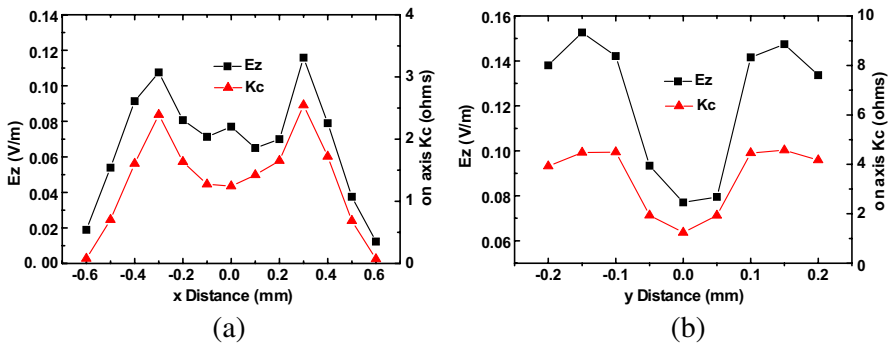 0.14
0.12
0.10
0.08
0.06
0.04
0.02
0.00
Ez (V/m)
4
3
2
1
0
on axis Kc (ohms)
Ez
Kc
-0.6 -0.4 -0.2 0.0 0.2 0.4 0.6
x Distance (mm)
(a)
0.16
0.14
0.12
0.10
0.08
0.06
Ez (V/m)
10
8
6
4
2
0
on axis Kc (ohms)
Ez
Kc
-0.2 -0.1 0.0 0.1 0.2
y Distance (mm)
(b)